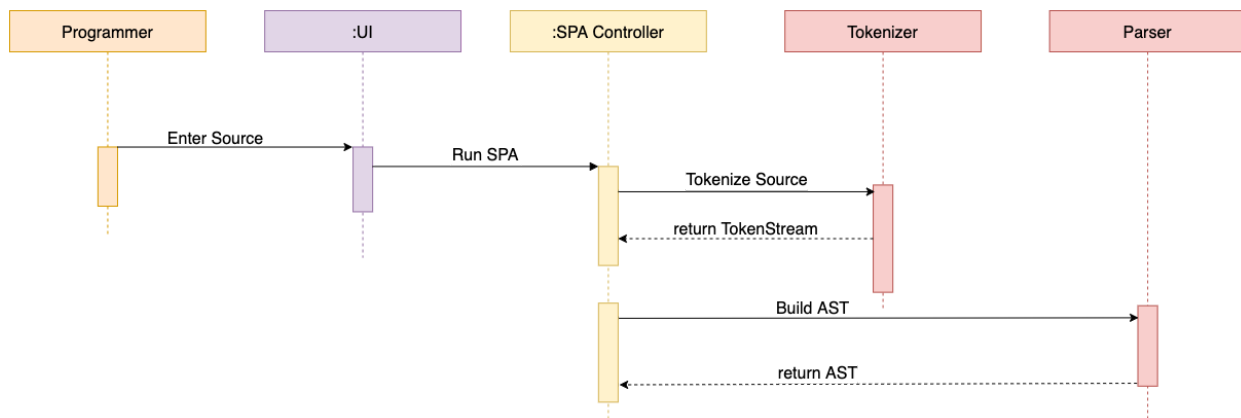 Programmer
:UI
:SPA Controller
Tokenizer
Parser
Enter Source
Run SPA
Tokenize Source
return TokenStream
Build AST
return AST